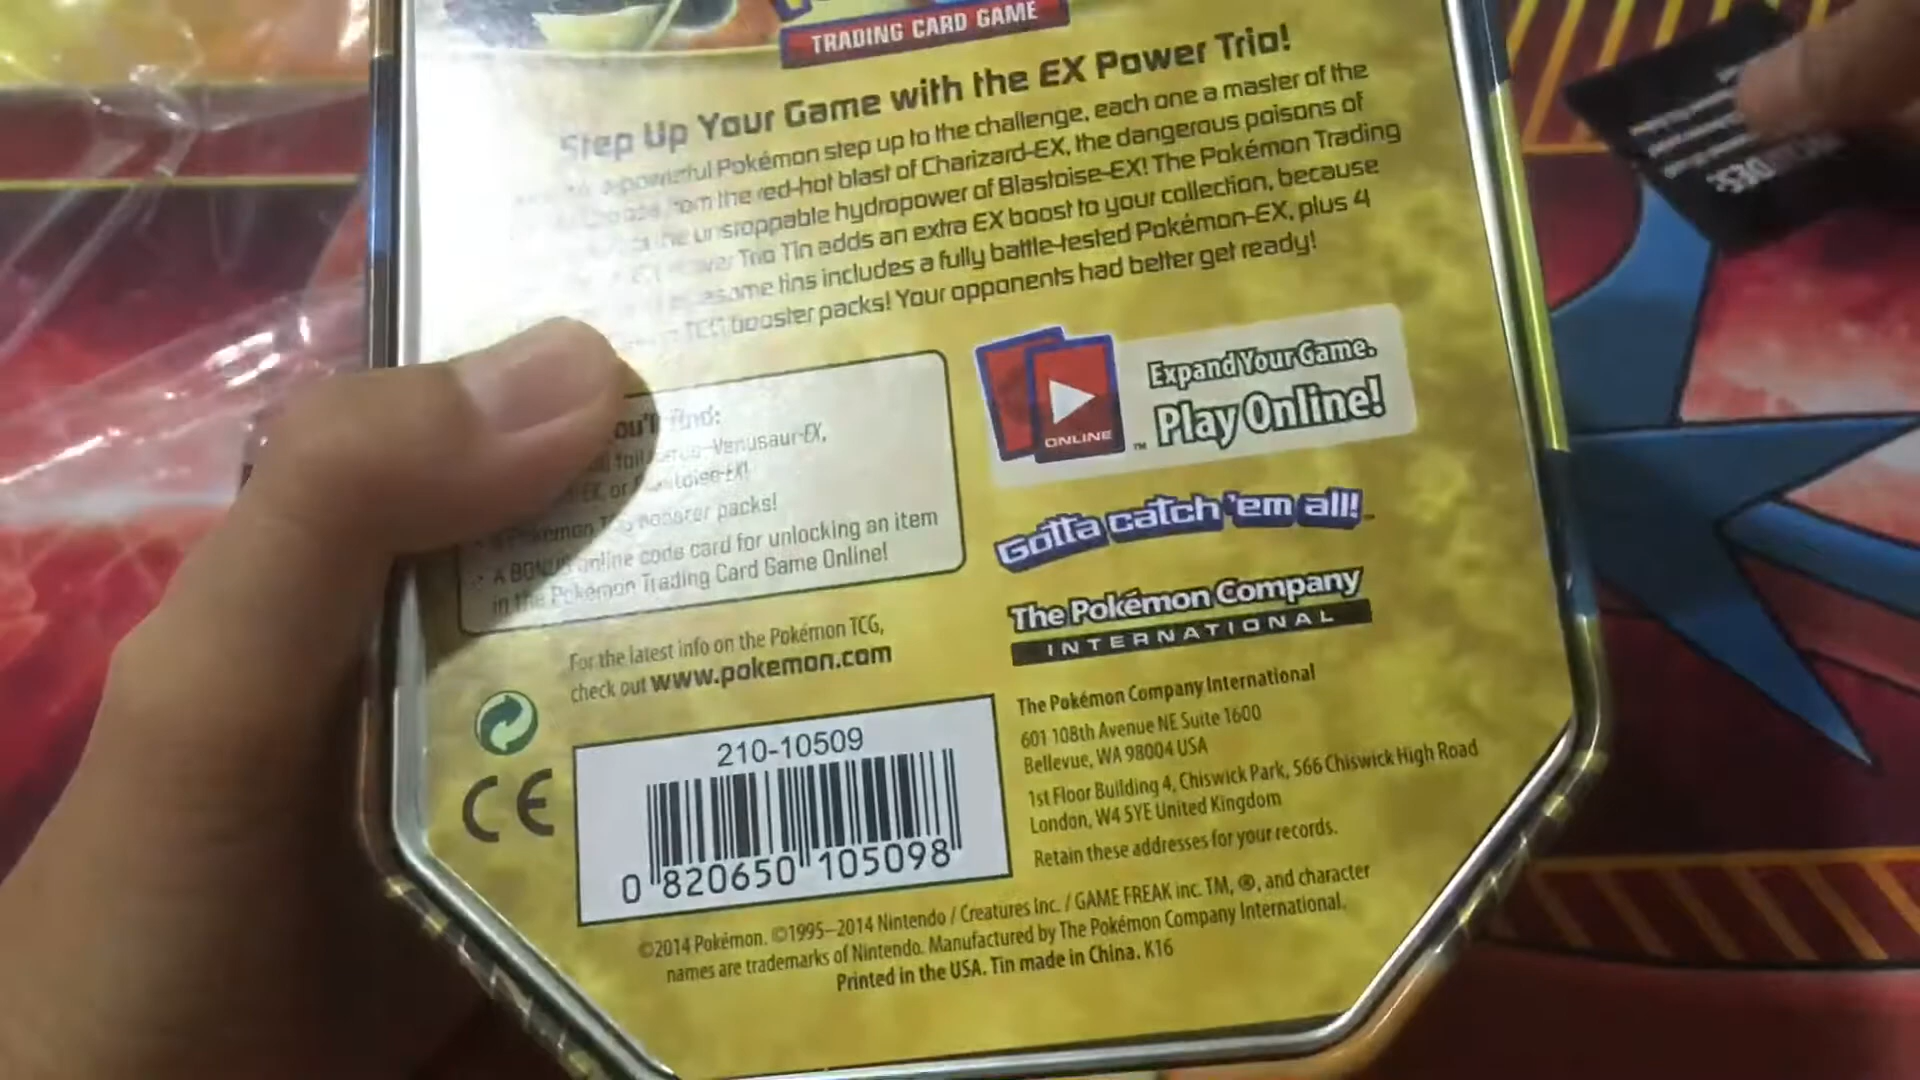 TRADING CARD GAME
Step Up Your Game with the EX Power Trio!
powerful Pokémon step up to the challenge, each one a master of the
from the red-hot blast of Charizard-EX, the dangerous poisons of
the unstoppable hydropower of Blastoise-EX! The Pokémon Trading
Trio Tin adds an extra EX boost to your collection, because
tins includes a fully battle-tested Pokémon-EX, plus 4
TCG booster packs! Your opponents had better get ready!
you'll find:
Venusaur-EX,
-EX, or
booster packs!
A online code card for unlocking an item
in the Pokémon Trading Card Game Online!
ONLINE ™
Expand Your Game.
Play Online!
Gotta catch 'em all!™
The Pokémon Company
INTERNATIONAL
For the latest info on the Pokémon TCG,
check out www.pokemon.com
CE
210-10509
0 820650 105098
The Pokémon Company International
601 108th Avenue NE Suite 1600
Bellevue, WA 98004 USA
1st Floor Building 4, Chiswick Park, 566 Chiswick High Road
London, W4 5YE United Kingdom
Retain these addresses for your records.
©2014 Pokémon. ©1995–2014 Nintendo / Creatures Inc. / GAME FREAK inc. TM, ®, and character
names are trademarks of Nintendo. Manufactured by The Pokémon Company International.
Printed in the USA. Tin made in China. K16